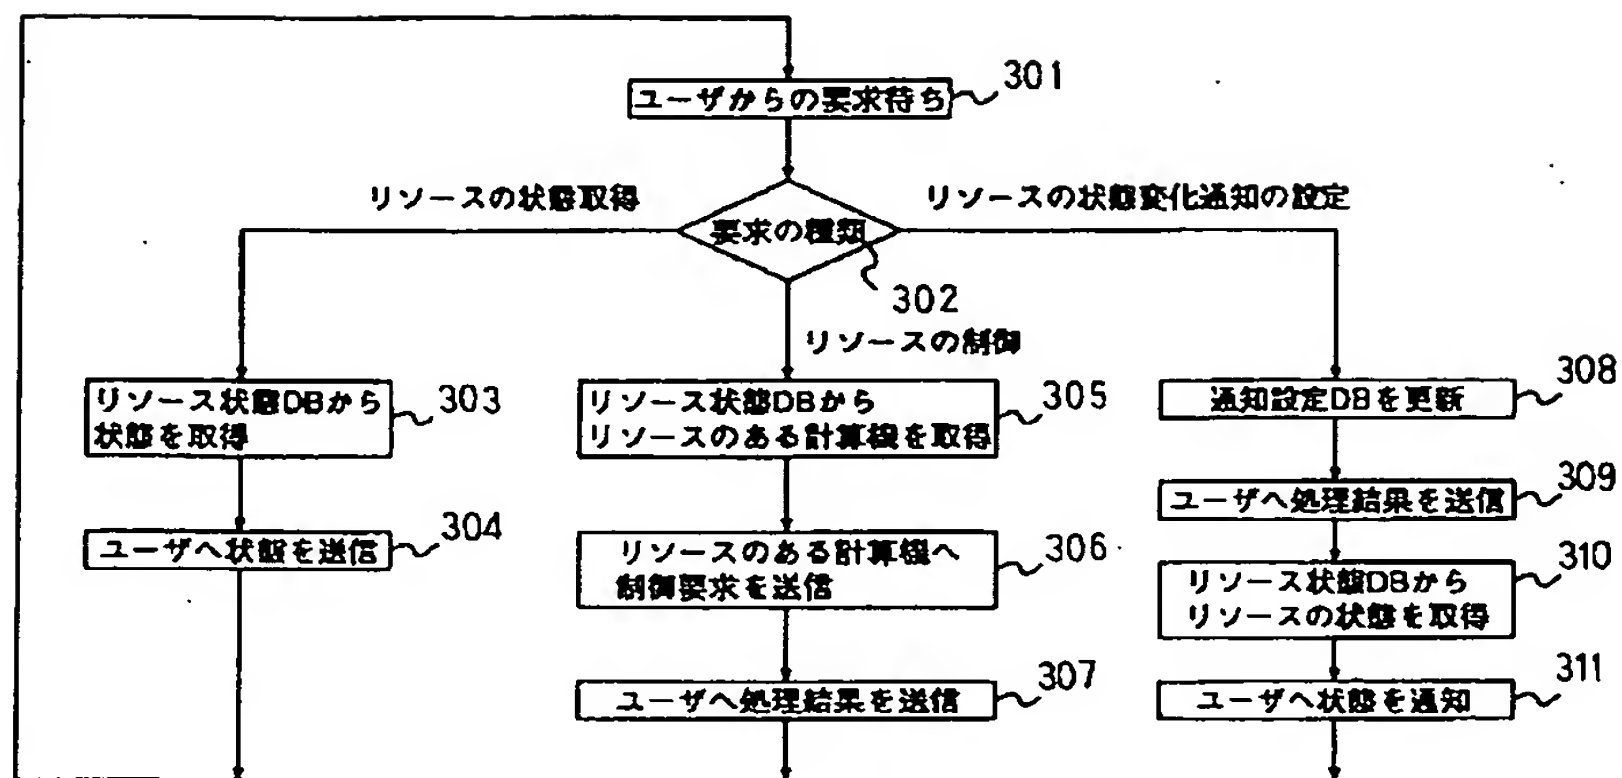 ユーザからの要求待ち
301
リソースの状態取得
リソースの状態変化通知の設定
要求の種類
302
リソースの制御
リソース状態DBから
状態を取得
303
リソース状態DBから
リソースのある計算機を取得
305
通知設定DBを更新
308
ユーザへ処理結果を送信
309
ユーザへ状態を送信
304
リソースのある計算機へ
制御要求を送信
306
リソース状態DBから
リソースの状態を取得
310
ユーザへ処理結果を送信
307
ユーザへ状態を通知
311